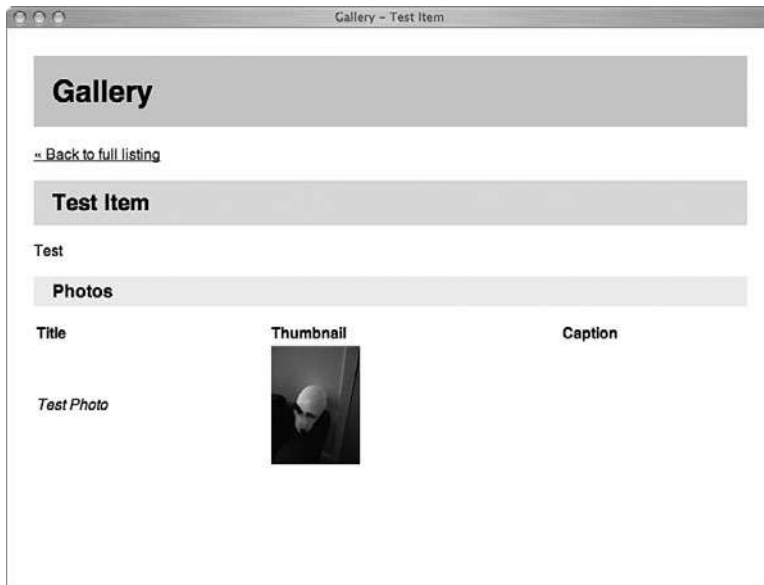 Gallery – Test Item
Gallery
« Back to full listing
Test Item
Test
Photos
Title Thumbnail Caption
Test Photo